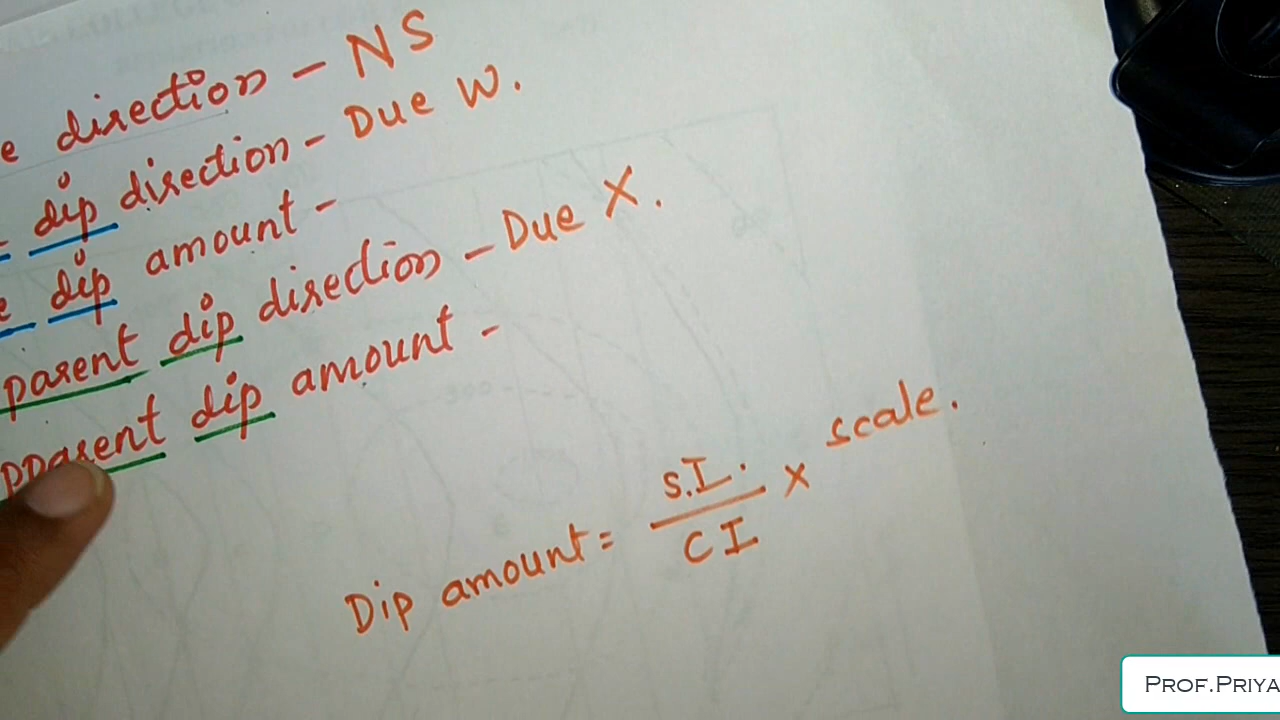 e direction - NS
dip direction - Due W.
e dip amount -
parent dip direction - Due X.
pparent dip amount -
Dip amount = S.I. / CI × scale.
PROF.PRIYA